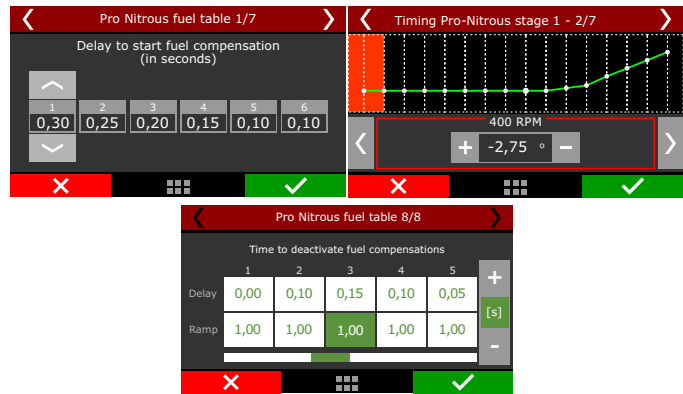 Pro Nitrous fuel table 1/7
Delay to start fuel compensation
(in seconds)
1 2 3 4 5 6
0,30 0,25 0,20 0,15 0,10 0,10
Timing Pro-Nitrous stage 1 - 2/7
400 RPM
+ -2,75 ° -
Pro Nitrous fuel table 8/8
Time to deactivate fuel compensations
1 2 3 4 5
+
Delay 0,00 0,10 0,15 0,10 0,05
[s]
Ramp 1,00 1,00 1,00 1,00 1,00
-